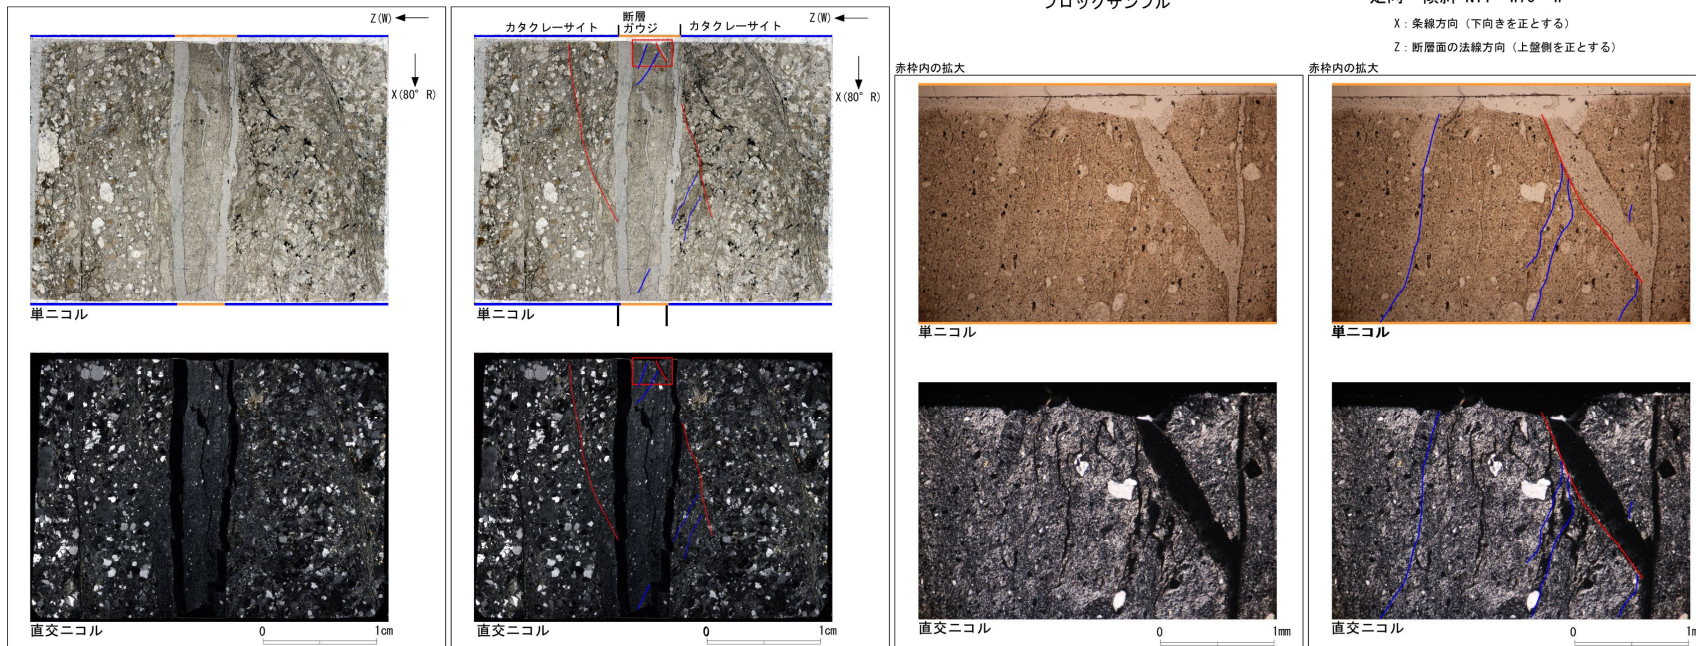 Z(W)
X(80° R)
単ニコル
直交ニコル
0 1cm
断層
カタクレーサイト ガウジ カタクレーサイト
Z(W)
X(80° R)
単ニコル
直交ニコル
0 1cm
ブロックサンプル
赤枠内の拡大
単ニコル
直交ニコル
0 1mm
X：条線方向（下向きを正とする）
Z：断層面の法線方向（上盤側を正とする）
赤枠内の拡大
単ニコル
直交ニコル
0